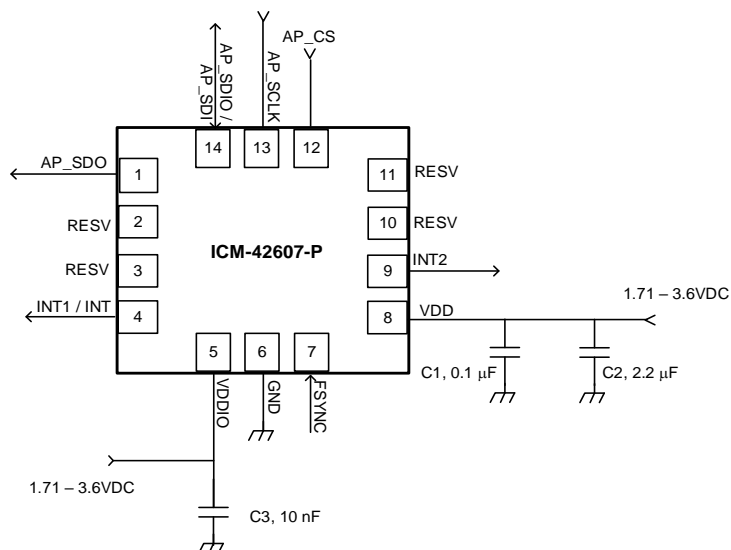 AP_SDIO /
AP_SDI
AP_SCLK
AP_CS
14
13
12
AP_SDO
1
11
RESV
RESV
2
10
RESV
ICM-42607-P
RESV
3
9
INT2
INT1 / INT
4
8
VDD
1.71 – 3.6VDC
5
6
7
VDDIO
GND
FSYNC
C1, 0.1 μF
C2, 2.2 μF
1.71 – 3.6VDC
C3, 10 nF